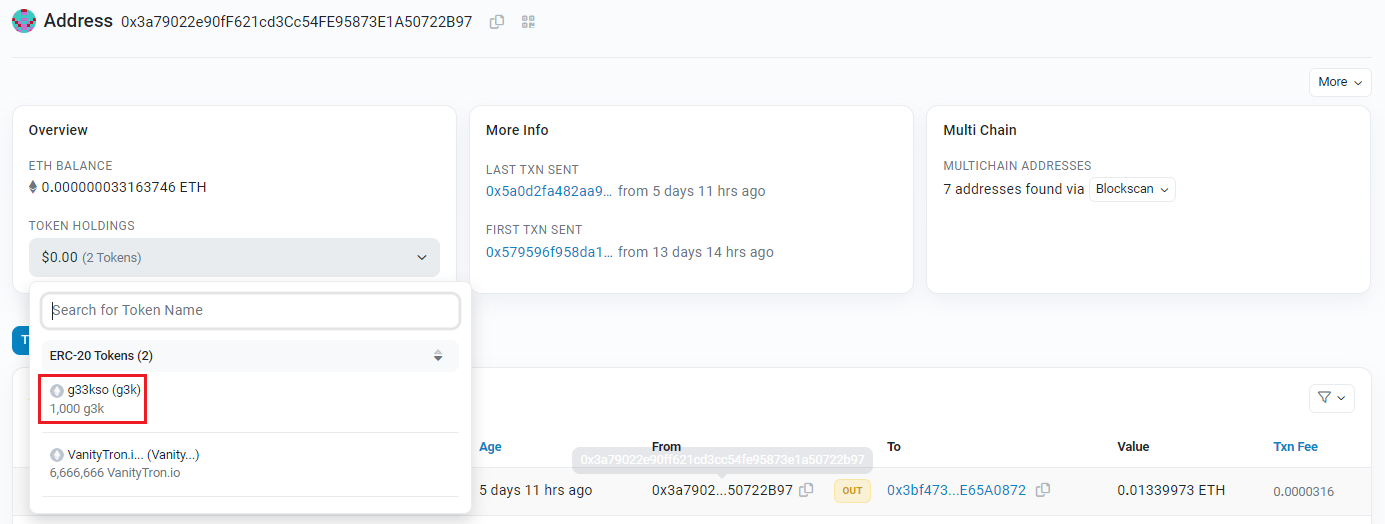 Address 0x3a79022e90fF621cd3Cc54FE95873E1A50722B97
More
Overview
ETH BALANCE
0.000000033163746 ETH
TOKEN HOLDINGS
$0.00 (2 Tokens)
Search for Token Name
ERC-20 Tokens (2)
g33kso (g3k)
1,000 g3k
VanityTron.i... (Vanity...)
6,666,666 VanityTron.io
More Info
LAST TXN SENT
0x5a0d2fa482aa9... from 5 days 11 hrs ago
FIRST TXN SENT
0x579596f958da1... from 13 days 14 hrs ago
Multi Chain
MULTICHAIN ADDRESSES
7 addresses found via Blockscan
Age From To Value Txn Fee
0x3a79022e90ff621cd3cc54fe95873e1a50722b97
5 days 11 hrs ago 0x3a7902...50722B97 OUT 0x3bf473...E65A0872 0.01339973 ETH 0.0000316